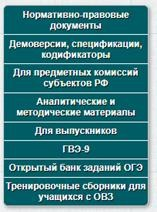 Нормативно-правовые
документы
Демоверсии, спецификации,
кодификаторы
Для предметных комиссий
субъектов РФ
Аналитические и
методические материалы
Для выпускников
ГВЭ-9
Открытый банк заданий ОГЭ
Тренировочные сборники для
учащихся с ОВЗ